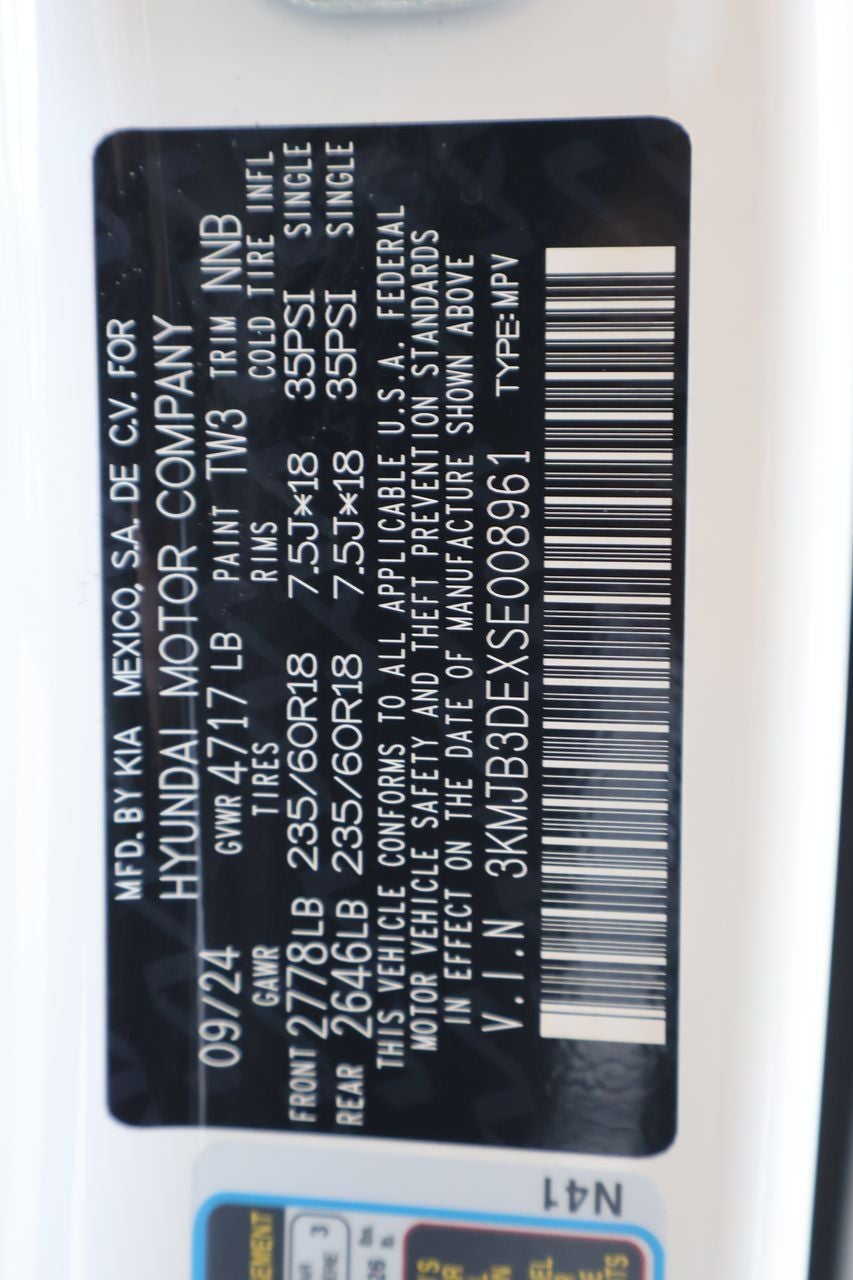 MFD. BY KIA MEXICO, S.A. DE C.V. FOR
HYUNDAI MOTOR COMPANY
09/24 GVWR 4717 LB PAINT TW3 TRIM NNB
GAWR TIRES RIMS COLD TIRE INFL
FRONT 2778LB 235/60R18 7.5J*18 35PSI SINGLE
REAR 2646LB 235/60R18 7.5J*18 35PSI SINGLE
THIS VEHICLE CONFORMS TO ALL APPLICABLE U.S.A. FEDERAL
MOTOR VEHICLE SAFETY AND THEFT PREVENTION STANDARDS
IN EFFECT ON THE DATE OF MANUFACTURE SHOWN ABOVE
V.I.N 3KMJB3DEXSE008961 TYPE:MPV
N41
3
26